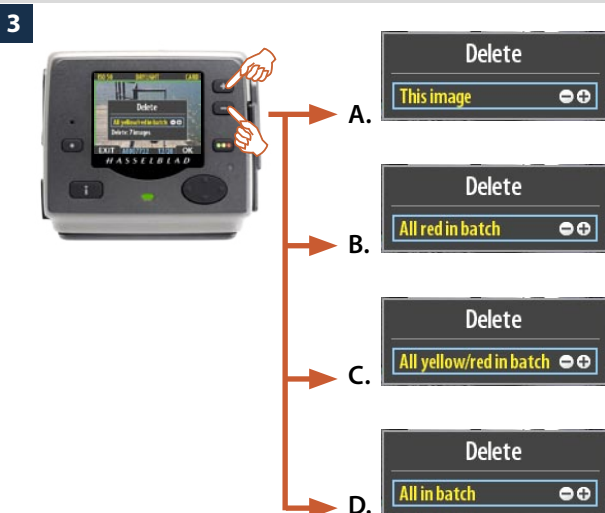 3
ISO 50 DAYLIGHT CARD
Delete
All yellow/red in batch
Delete: 7 images
EXIT
OK
HASSELBLAD
i
A.
Delete
This image
B.
Delete
All red in batch
C.
Delete
All yellow/red in batch
D.
Delete
All in batch